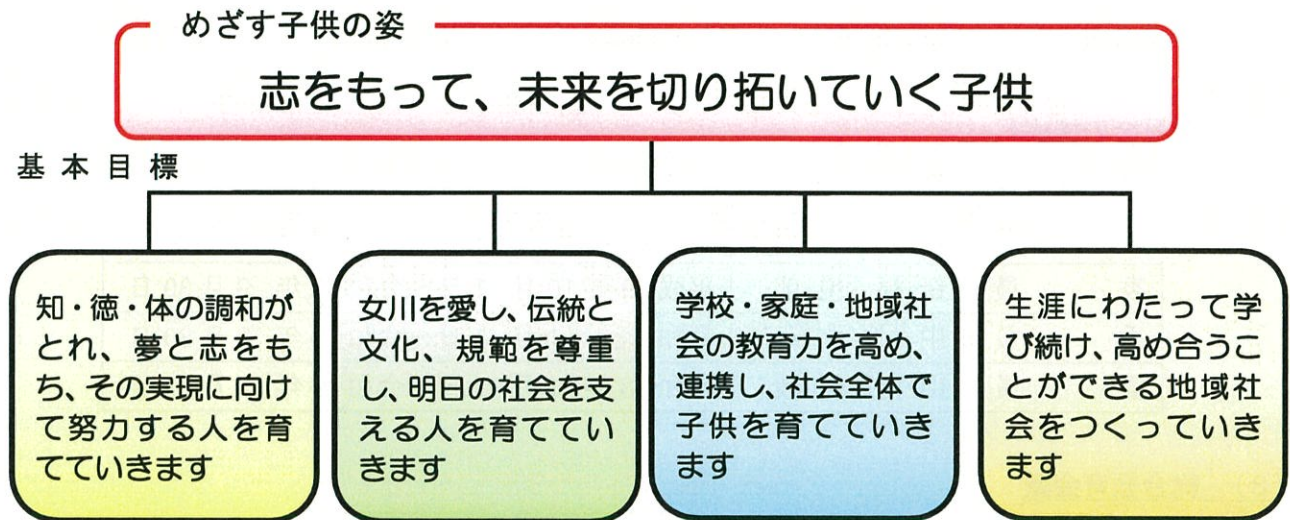 めざす子供の姿
志をもって、未来を切り拓いていく子供
基本目標
知・徳・体の調和が
とれ、夢と志をも
ち、その実現に向け
て努力する人を育
てていきます
女川を愛し、伝統と
文化、規範を尊重
し、明日の社会を支
える人を育ててい
きます
学校・家庭・地域社
会の教育力を高め、
連携し、社会全体で
子供を育てていき
ます
生涯にわたって学
び続け、高め合うこ
とができる地域社
会をつくっていき
ます